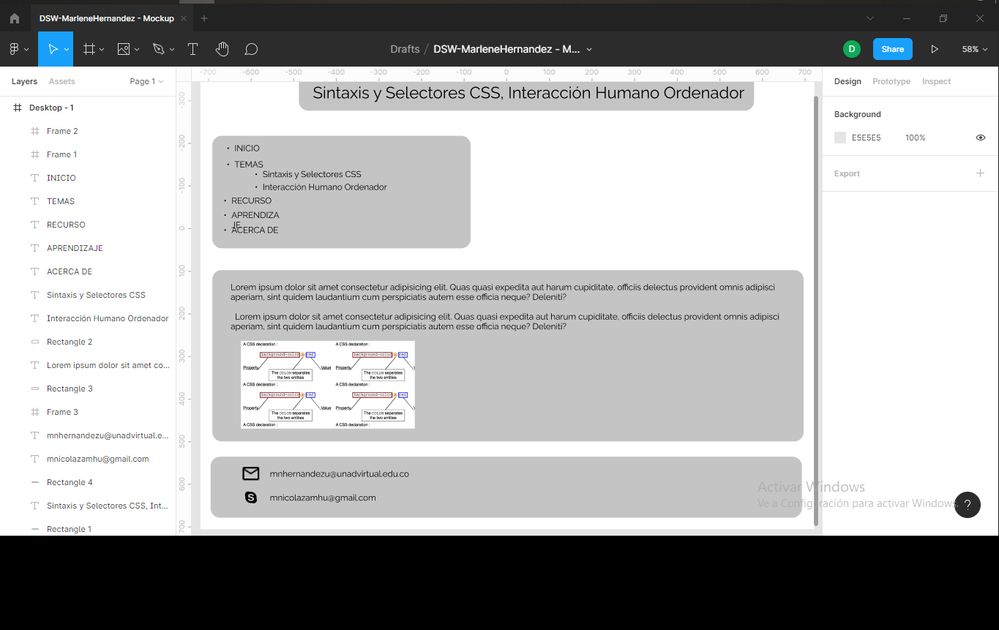 DSW-MarleneHernandez - Mockup
Drafts / DSW-MarleneHernandez - M...
D
Share
58%
Layers
Assets
Page 1
Desktop - 1
Frame 2
Frame 1
INICIO
TEMAS
RECURSO
APRENDIZAJE
ACERCA DE
Sintaxis y Selectores CSS
Interacción Humano Ordenador
Rectangle 2
Lorem ipsum dolor sit amet co...
Rectangle 3
Frame 3
mnhernandezu@unadvirtual.e...
mnicolazamhu@gmail.com
Rectangle 4
Sintaxis y Selectores CSS, Int...
Rectangle 1
-700 -600 -500 -400 -300 -200 -100 0 100 200 300 400 500 600 700
-300
-200
-100
0
100
200
300
400
500
600
700
Sintaxis y Selectores CSS, Interacción Humano Ordenador
• INICIO
• TEMAS
• Sintaxis y Selectores CSS
• Interacción Humano Ordenador
• RECURSO
• APRENDIZA
JE
• ACERCA DE
Lorem ipsum dolor sit amet consectetur adipisicing elit. Quas quasi expedita aut harum cupiditate, officiis delectus provident omnis adipisci
aperiam, sint quidem laudantium cum perspiciatis autem esse officia neque? Deleniti?
Lorem ipsum dolor sit amet consectetur adipisicing elit. Quas quasi expedita aut harum cupiditate, officiis delectus provident omnis adipisci
aperiam, sint quidem laudantium cum perspiciatis autem esse officia neque? Deleniti?
A CSS declaration : A CSS declaration :
background-color : red background-color : red
Property Value Property V
The COLON separates The COLON separates
the two entities the two entities
A CSS declaration : A CSS declaration :
background-color : red background-color : red
Property Value Property V
The COLON separates The COLON separates
the two entities the two entities
A CSS declaration : A CSS declaration :
mnhernandezu@unadvirtual.edu.co
mnicolazamhu@gmail.com
Design
Prototype
Inspect
Background
E5E5E5
100%
Export
Activar Windows
Ve a Configuración para activar Windows.
?